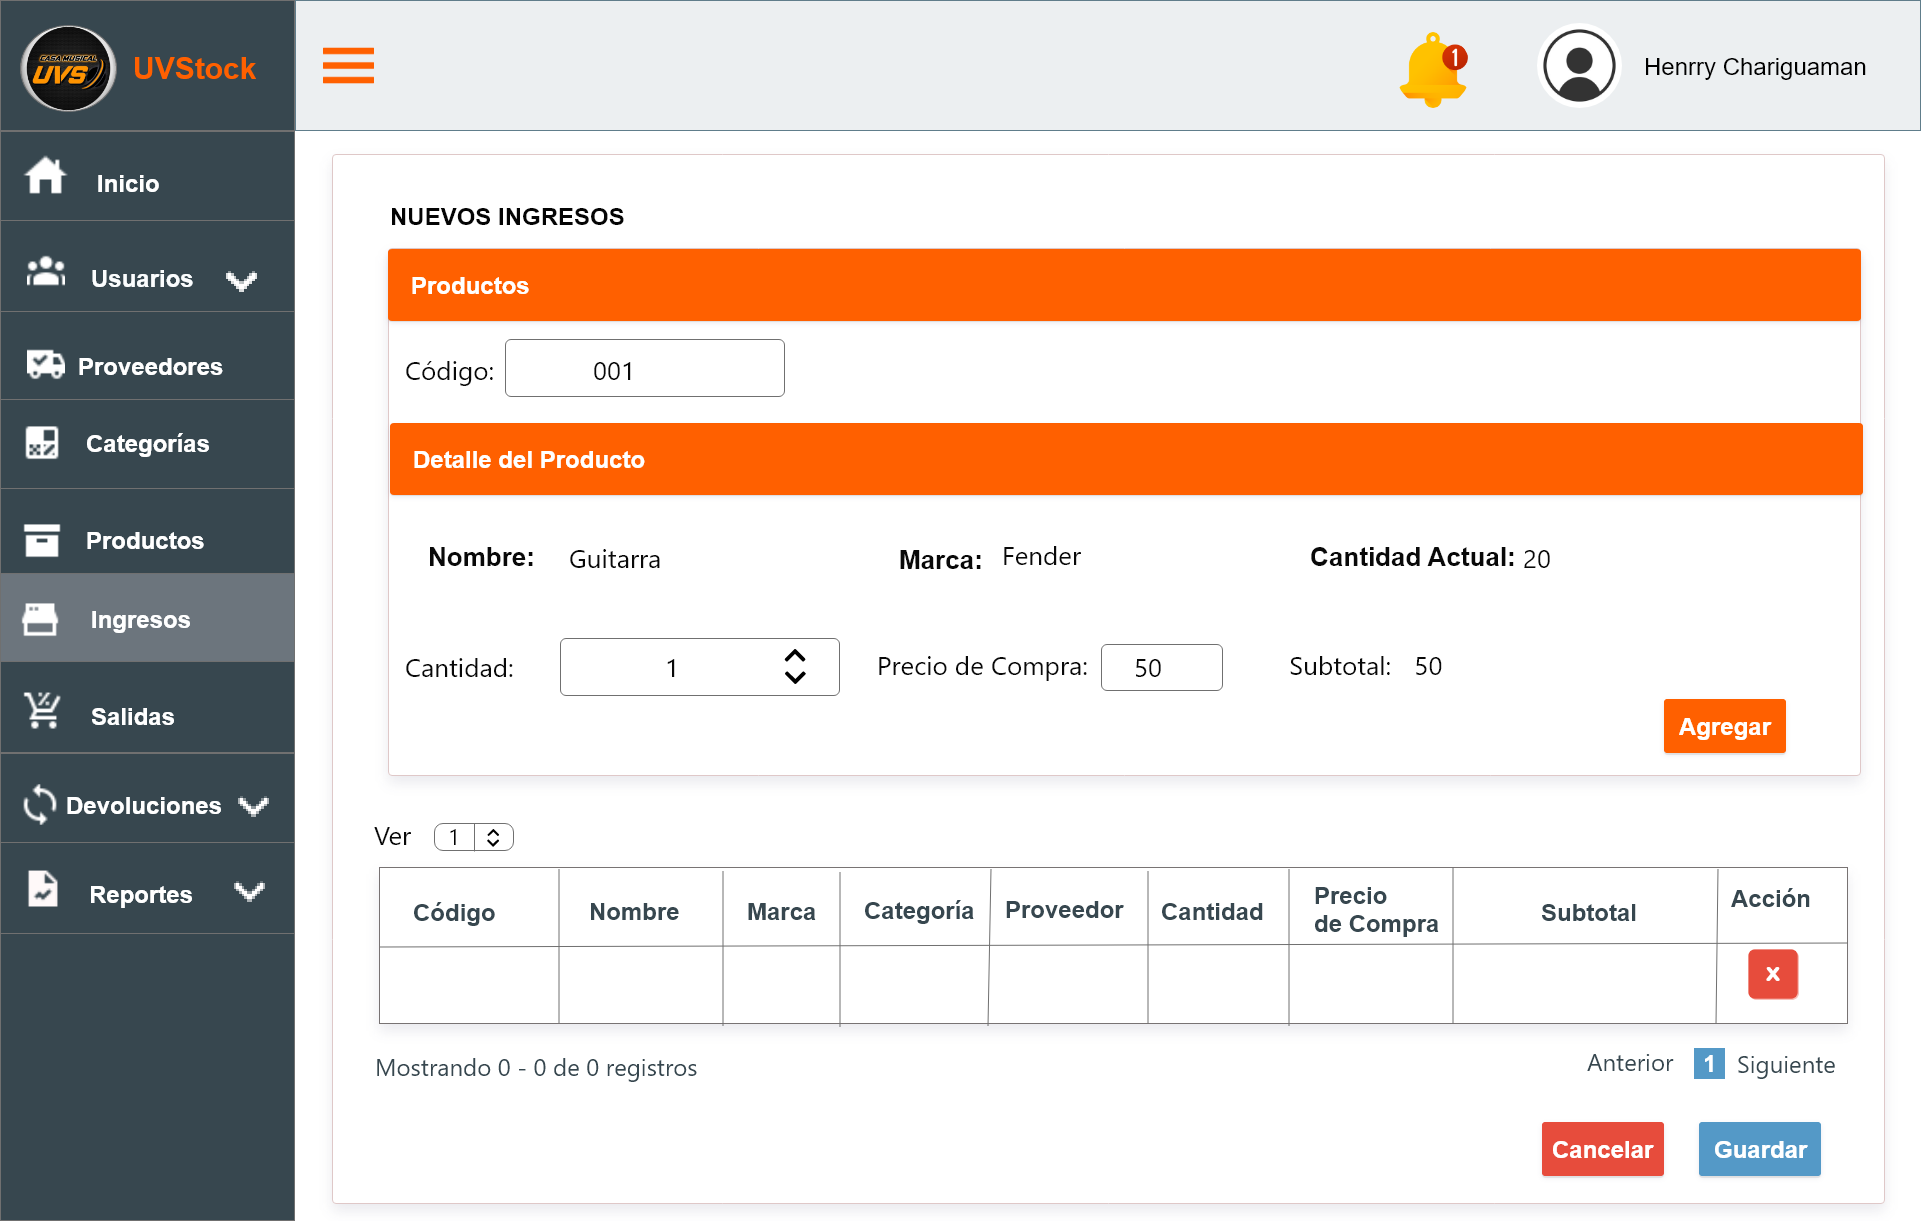 CASA MUSICAL
UVS
UVStock
1
Henrry Chariguaman
Inicio
Usuarios
Proveedores
Categorías
Productos
Ingresos
Salidas
Devoluciones
Reportes
NUEVOS INGRESOS
Productos
Código: 001
Detalle del Producto
Nombre: Guitarra Marca: Fender Cantidad Actual: 20
Cantidad: 1 Precio de Compra: 50 Subtotal: 50
Agregar
Ver 1
Código Nombre Marca Categoría Proveedor Cantidad Precio de Compra Subtotal Acción
x
Mostrando 0 - 0 de 0 registros
Anterior 1 Siguiente
Cancelar Guardar